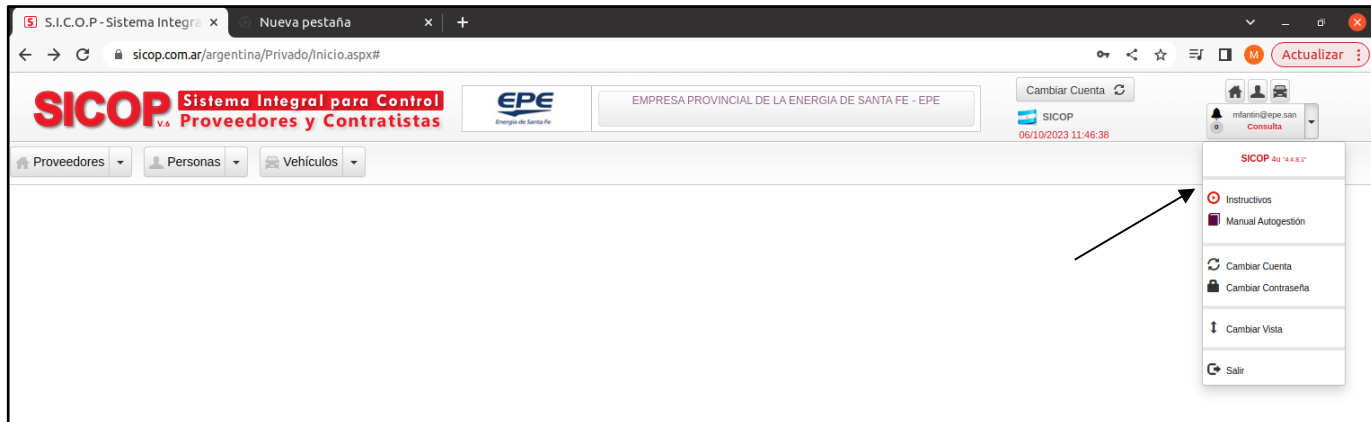 S.I.C.O.P - Sistema Integra
Nueva pestaña
sicop.com.ar/argentina/Privado/Inicio.aspx#
M
Actualizar
SICOP
V.6
Sistema Integral para Control
Proveedores y Contratistas
EPE
Energía de Santa Fe
EMPRESA PROVINCIAL DE LA ENERGIA DE SANTA FE - EPE
Cambiar Cuenta
SICOP
06/10/2023 11:46:38
0
mfantin@epe.san
Consulta
Proveedores
Personas
Vehículos
SICOP 4U "4.4.8.1"
Instructivos
Manual Autogestión
Cambiar Cuenta
Cambiar Contraseña
Cambiar Vista
Salir